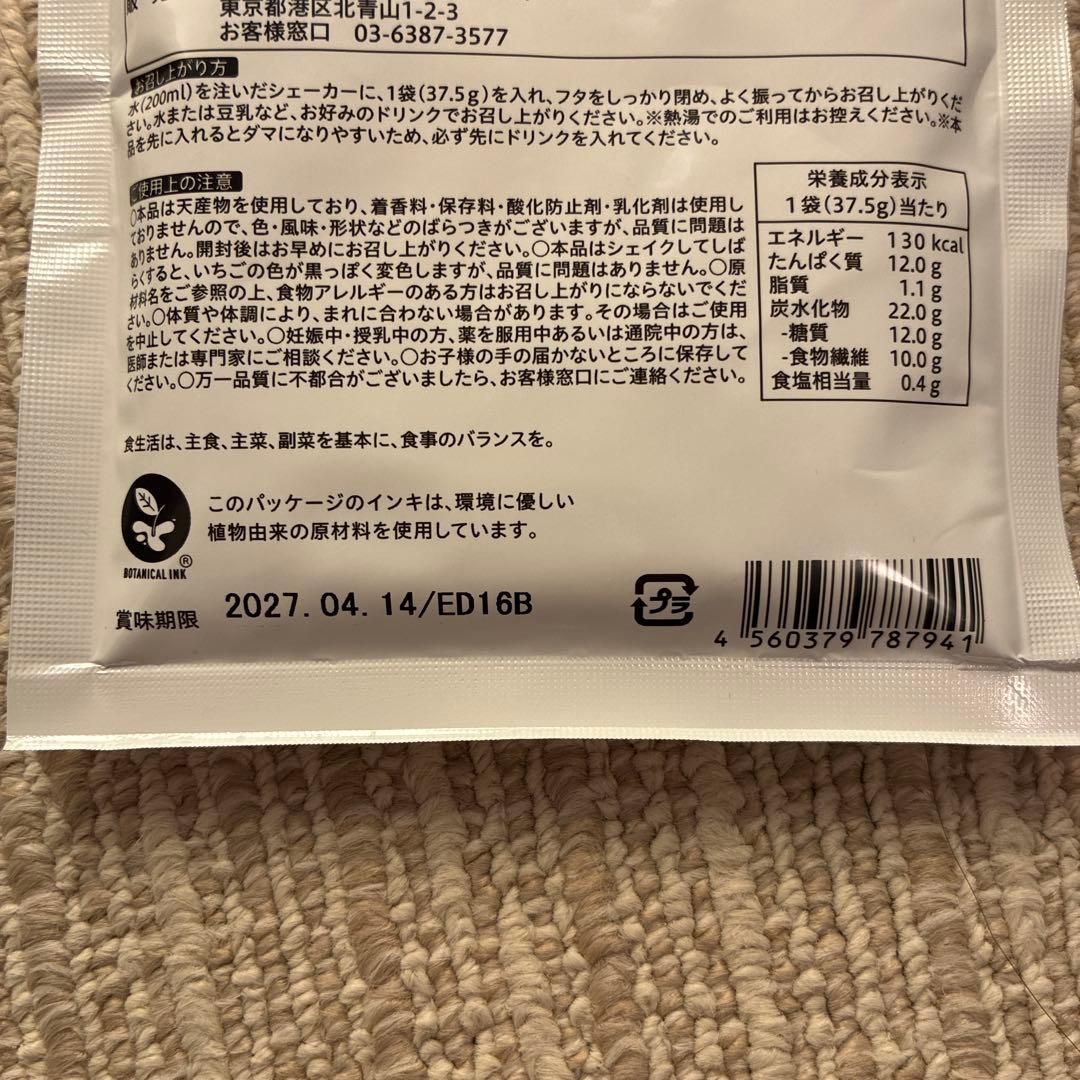 東京都港区北青山1-2-3
お客様窓口 03-6387-3577
お召し上がり方
水(200ml)を注いだシェーカーに、1袋(37.5g)を入れ、フタをしっかり閉め、よく振ってからお召し上がりくだ
さい。水または豆乳など、お好みのドリンクでお召し上がりください。※熱湯でのご利用はお控えください。※本
品を先に入れるとダマになりやすいため、必ず先にドリンクを入れてください。
ご使用上の注意
○本品は天産物を使用しており、着香料・保存料・酸化防止剤・乳化剤は使用し
ておりませんので、色・風味・形状などのばらつきがございますが、品質に問題は
ありません。開封後はお早めにお召し上がりください。○本品はシェイクしてしば
らくすると、いちごの色が黒っぽく変色しますが、品質に問題はありません。○原
材料名をご参照の上、食物アレルギーのある方はお召し上がりにならないでくだ
さい。○体質や体調により、まれに合わない場合があります。その場合はご使用
を中止してください。○妊娠中・授乳中の方、薬を服用中あるいは通院中の方は、
医師または専門家にご相談ください。○お子様の手の届かないところに保存して
ください。○万一品質に不都合がございましたら、お客様窓口にご連絡ください。
栄養成分表示
1袋(37.5g)当たり
エネルギー 130 kcal
たんぱく質 12.0 g
脂質 1.1 g
炭水化物 22.0 g
-糖質 12.0 g
-食物繊維 10.0 g
食塩相当量 0.4 g
食生活は、主食、主菜、副菜を基本に、食事のバランスを。
このパッケージのインキは、環境に優しい
植物由来の原材料を使用しています。
BOTANICAL INK ®
賞味期限 2027.04.14/ED16B
プラ
4 560379 787941